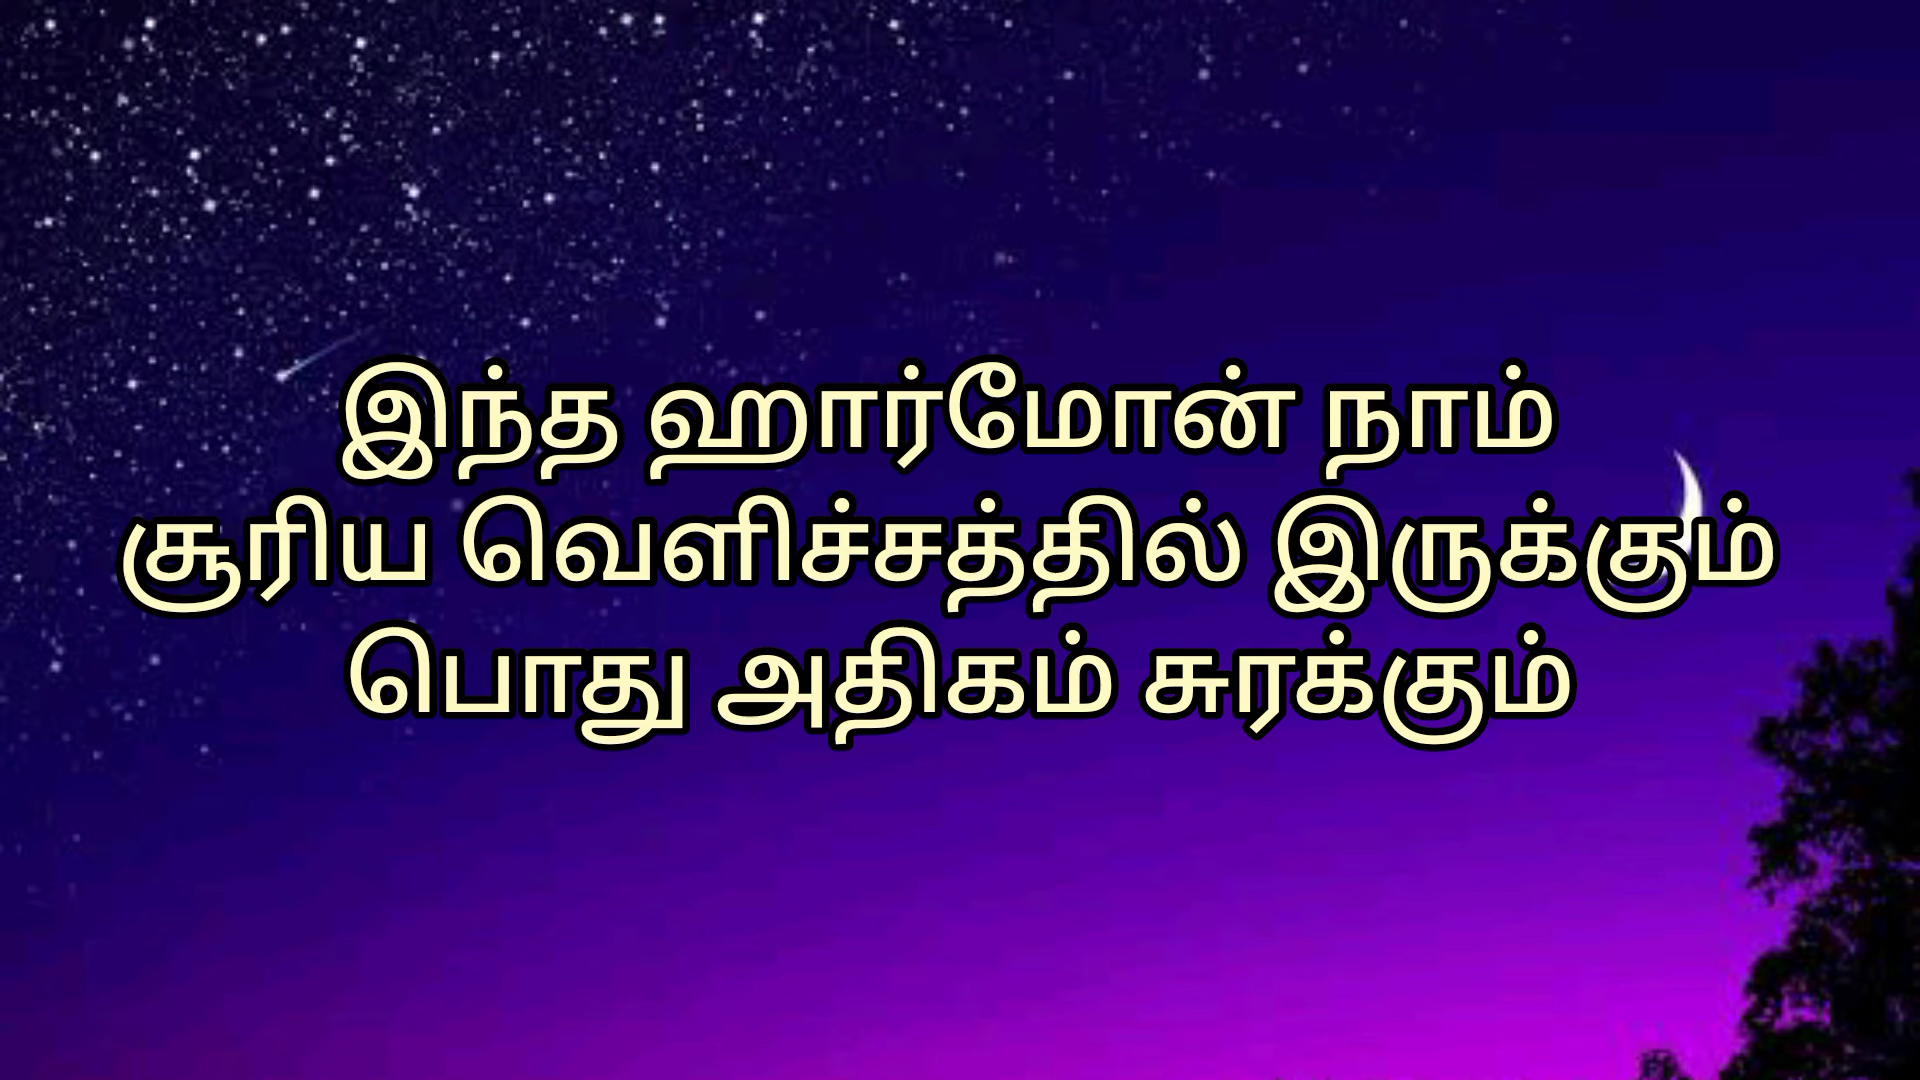 இந்த ஹார்மோன் நாம்
சூரிய வெளிச்சத்தில் இருக்கும்
பொது அதிகம் சுரக்கும்